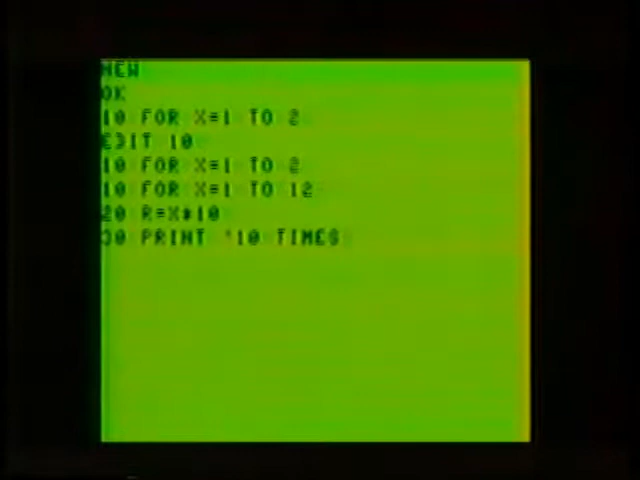 NEW
OK
10 FOR X=1 TO 2
EDIT 10
10 FOR X=1 TO 2
10 FOR X=1 TO 12
20 R=X*10
30 PRINT "10 TIMES